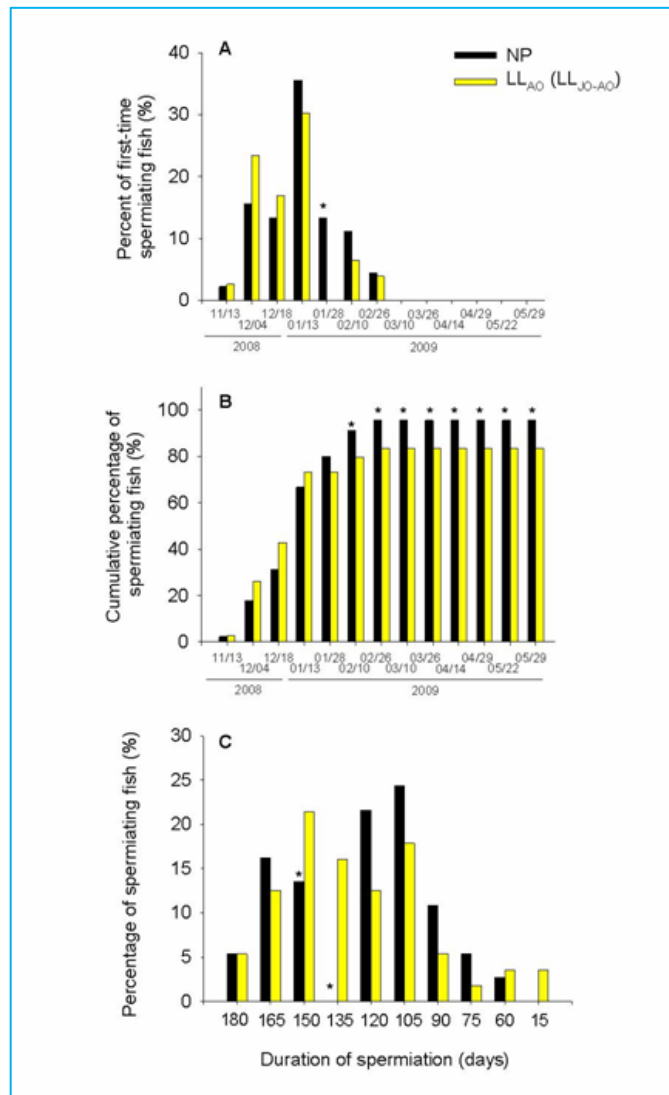 A
NP
LL_AO (LL_JO-AO)
Percent of first-time
spermiating fish (%)
40
30
20
10
0
11/13 12/18 01/28 02/26 03/26 04/29 05/29
12/04 01/13 02/10 03/10 04/14 05/22
2008 2009
*
B
Cumulative percentage of
spermiating fish (%)
100
80
60
40
20
0
* * * * * * * *
11/13 12/18 01/28 02/26 03/26 04/29 05/29
12/04 01/13 02/10 03/10 04/14 05/22
2008 2009
C
Percentage of spermiating fish (%)
30
25
20
15
10
5
0
* *
180 165 150 135 120 105 90 75 60 15
Duration of spermiation (days)